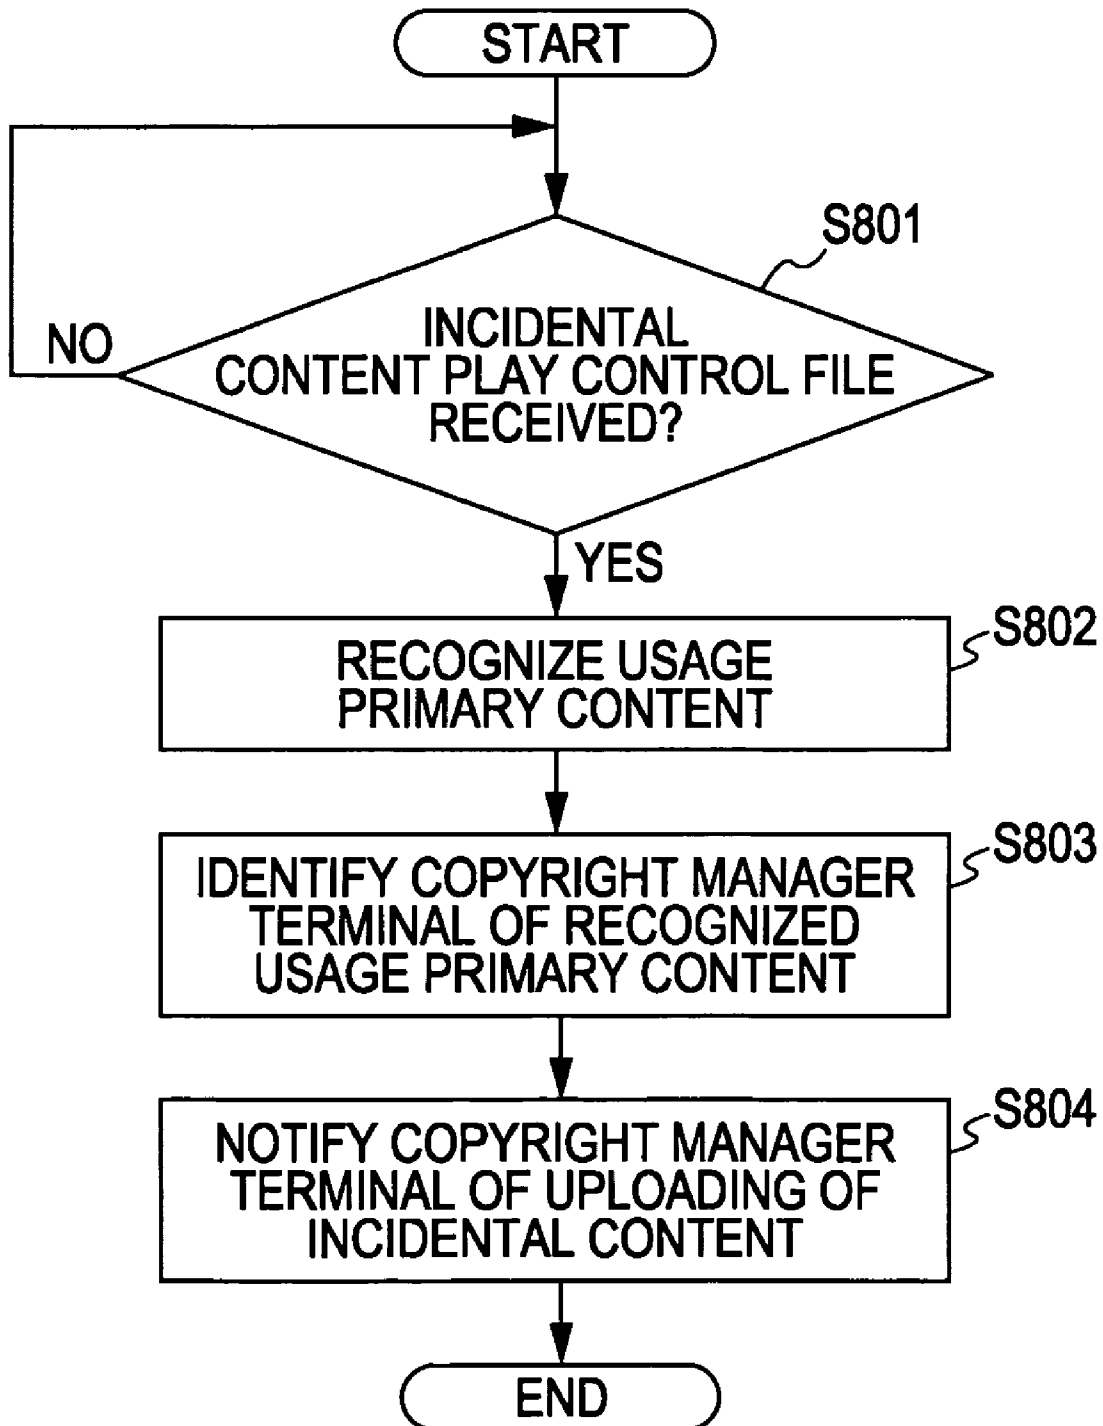 START
S801
INCIDENTAL
CONTENT PLAY CONTROL FILE
RECEIVED?
NO
YES
S802
RECOGNIZE USAGE
PRIMARY CONTENT
S803
IDENTIFY COPYRIGHT MANAGER
TERMINAL OF RECOGNIZED
USAGE PRIMARY CONTENT
S804
NOTIFY COPYRIGHT MANAGER
TERMINAL OF UPLOADING OF
INCIDENTAL CONTENT
END